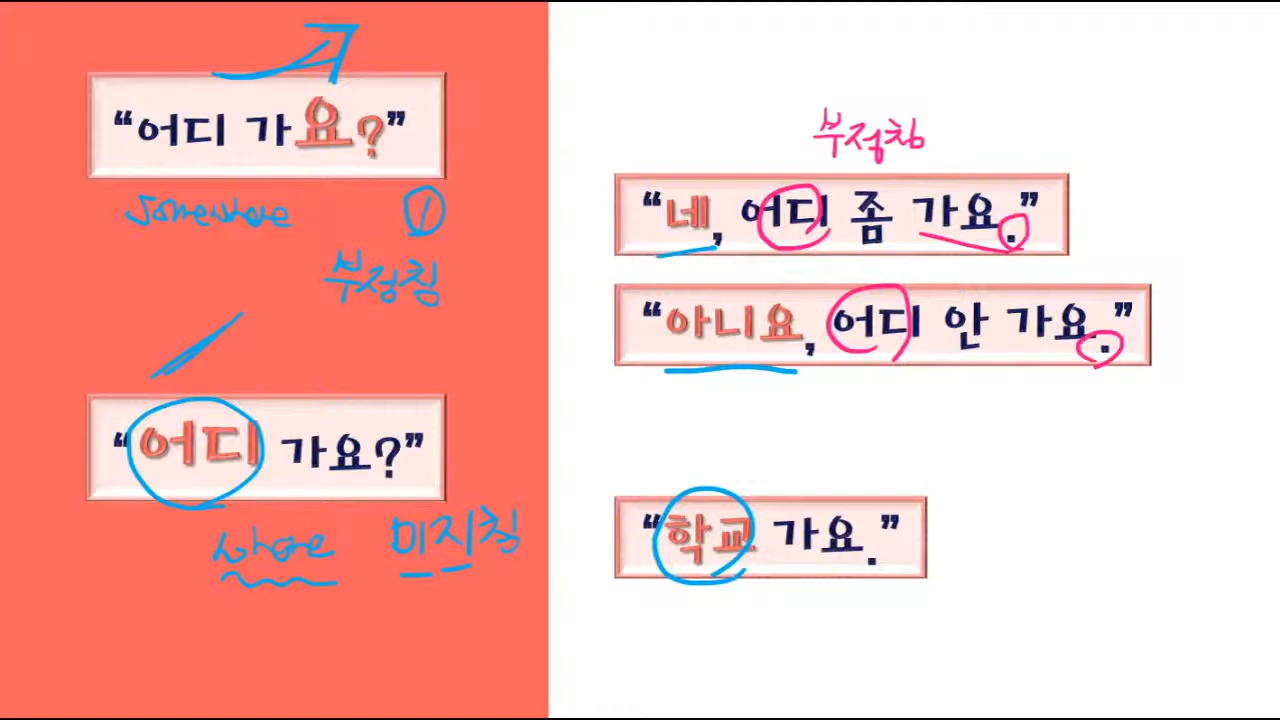 “어디 가요?”
somewhere ①
부정칭
“어디 가요?”
where 미지칭
부정칭
“네, 어디 좀 가요.”
“아니요, 어디 안 가요.”
“학교 가요.”